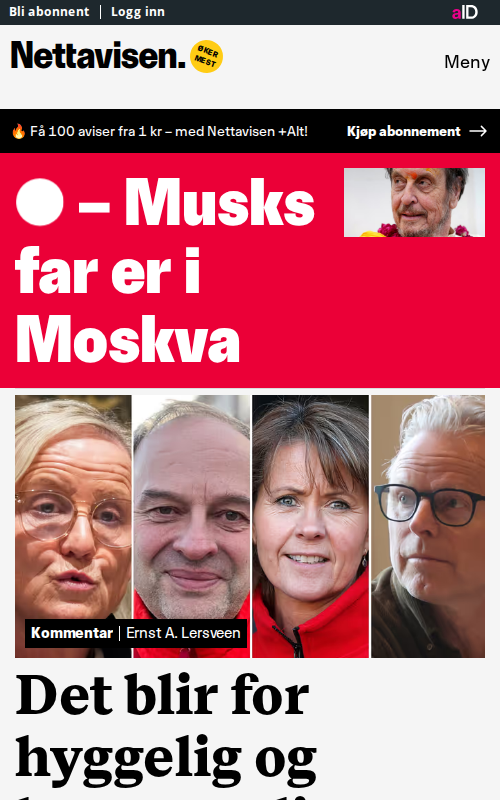 Bli abonnent | Logg inn
aID
Nettavisen.
ØKER
MEST
Meny
🔥 Få 100 aviser fra 1 kr – med Nettavisen +Alt!
Kjøp abonnement →
– Musks
far er i
Moskva
Kommentar | Ernst A. Lersveen
Det blir for
hyggelig og